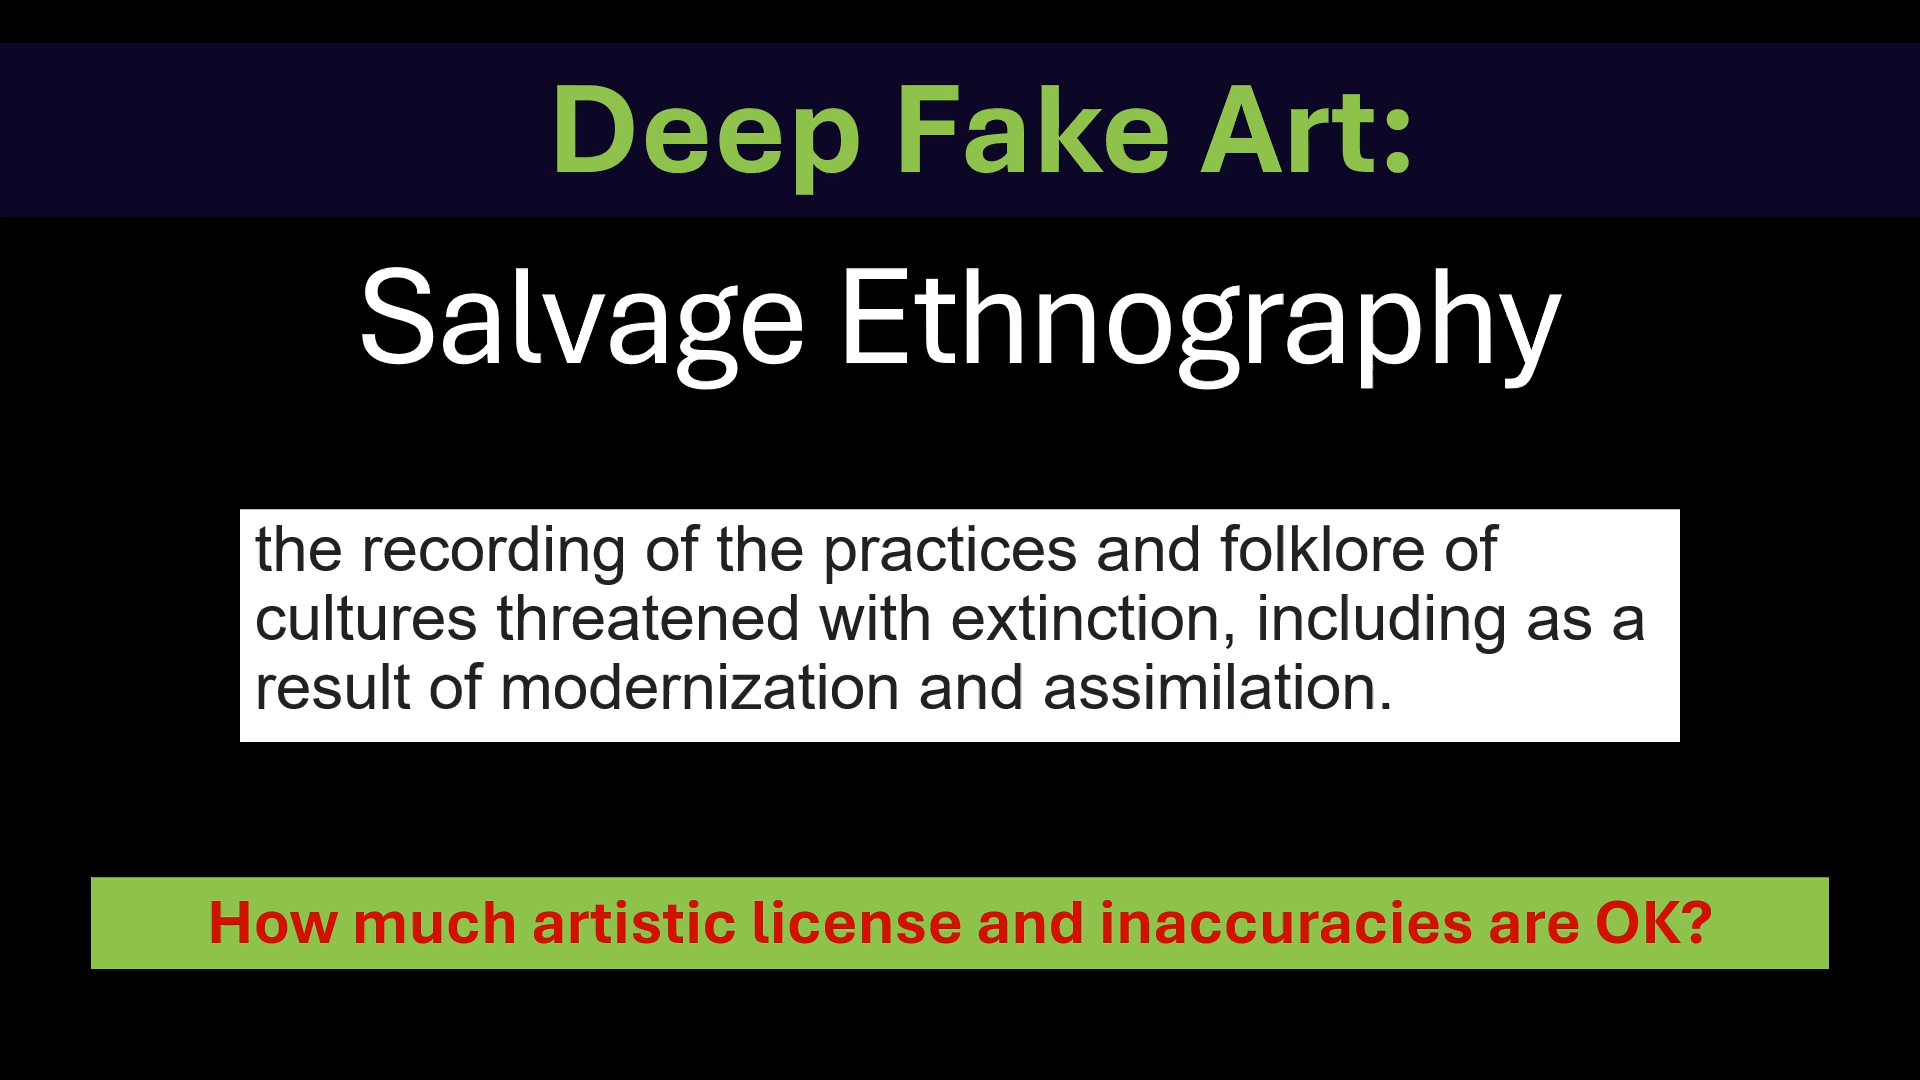 Deep Fake Art:
Salvage Ethnography
the recording of the practices and folklore of
cultures threatened with extinction, including as a
result of modernization and assimilation.
How much artistic license and inaccuracies are OK?